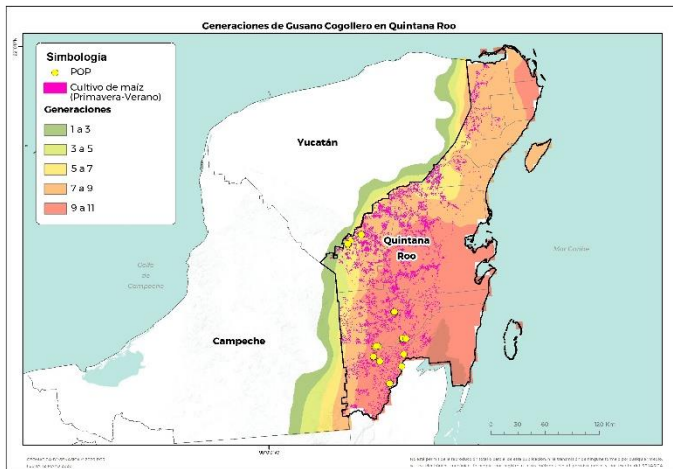 Generaciones de Gusano Cogollero en Quintana Roo
Simbología
POP
Cultivo de maíz
(Primavera-Verano)
Generaciones
1 a 3
3 a 5
5 a 7
7 a 9
9 a 11
Yucatán
Quintana
Roo
Mar Caribe
Golfo
de
Campeche
Campeche
0 30 60 120 Km